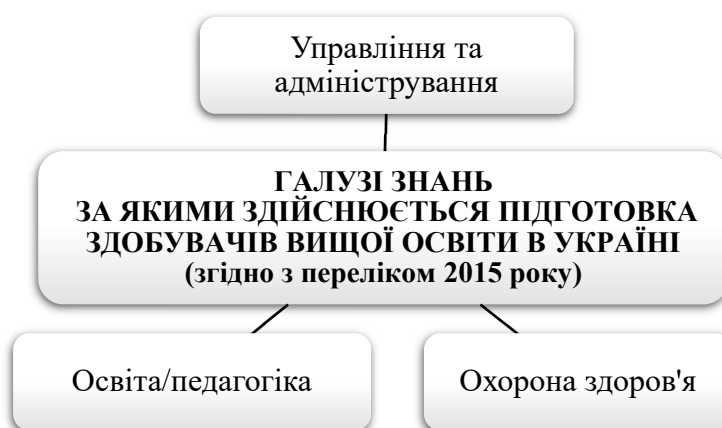 Управління та
адміністрування
ГАЛУЗІ ЗНАНЬ
ЗА ЯКИМИ ЗДІЙСНЮЄТЬСЯ ПІДГОТОВКА
ЗДОБУВАЧІВ ВИЩОЇ ОСВІТИ В УКРАЇНІ
(згідно з переліком 2015 року)
Освіта/педагогіка
Охорона здоров'я